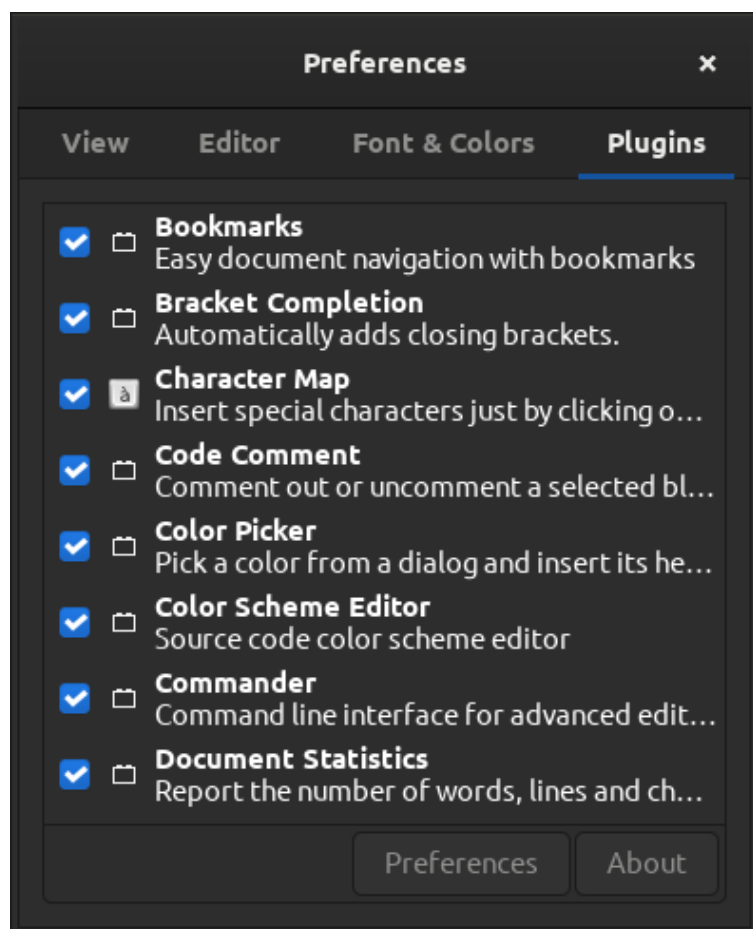 Preferences ×
View Editor Font & Colors Plugins
Bookmarks
Easy document navigation with bookmarks
Bracket Completion
Automatically adds closing brackets.
à
Character Map
Insert special characters just by clicking o…
Code Comment
Comment out or uncomment a selected bl…
Color Picker
Pick a color from a dialog and insert its he…
Color Scheme Editor
Source code color scheme editor
Commander
Command line interface for advanced edit…
Document Statistics
Report the number of words, lines and ch…
Preferences About